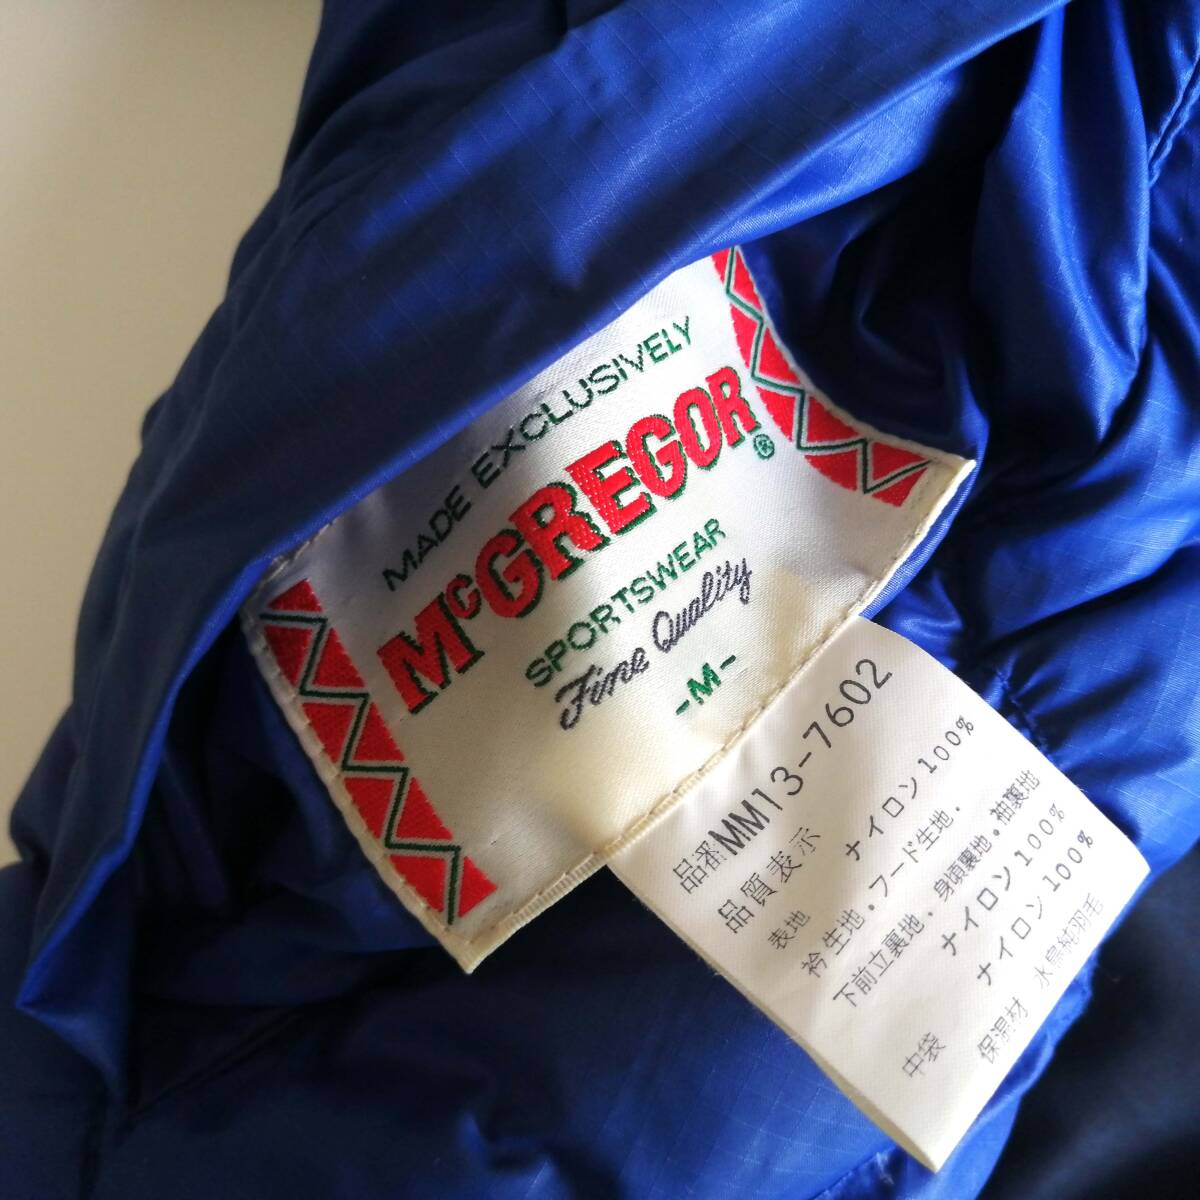 MADE EXCLUSIVELY
McGREGOR®
SPORTSWEAR
Fine Quality
-M-
品番MM13-7602
品質表示
表地 ナイロン100%
衿生地・フード生地・
下前立裏地・身頃裏地・袖裏地
ナイロン100%
中袋 ナイロン100%
保温材 水鳥純羽毛